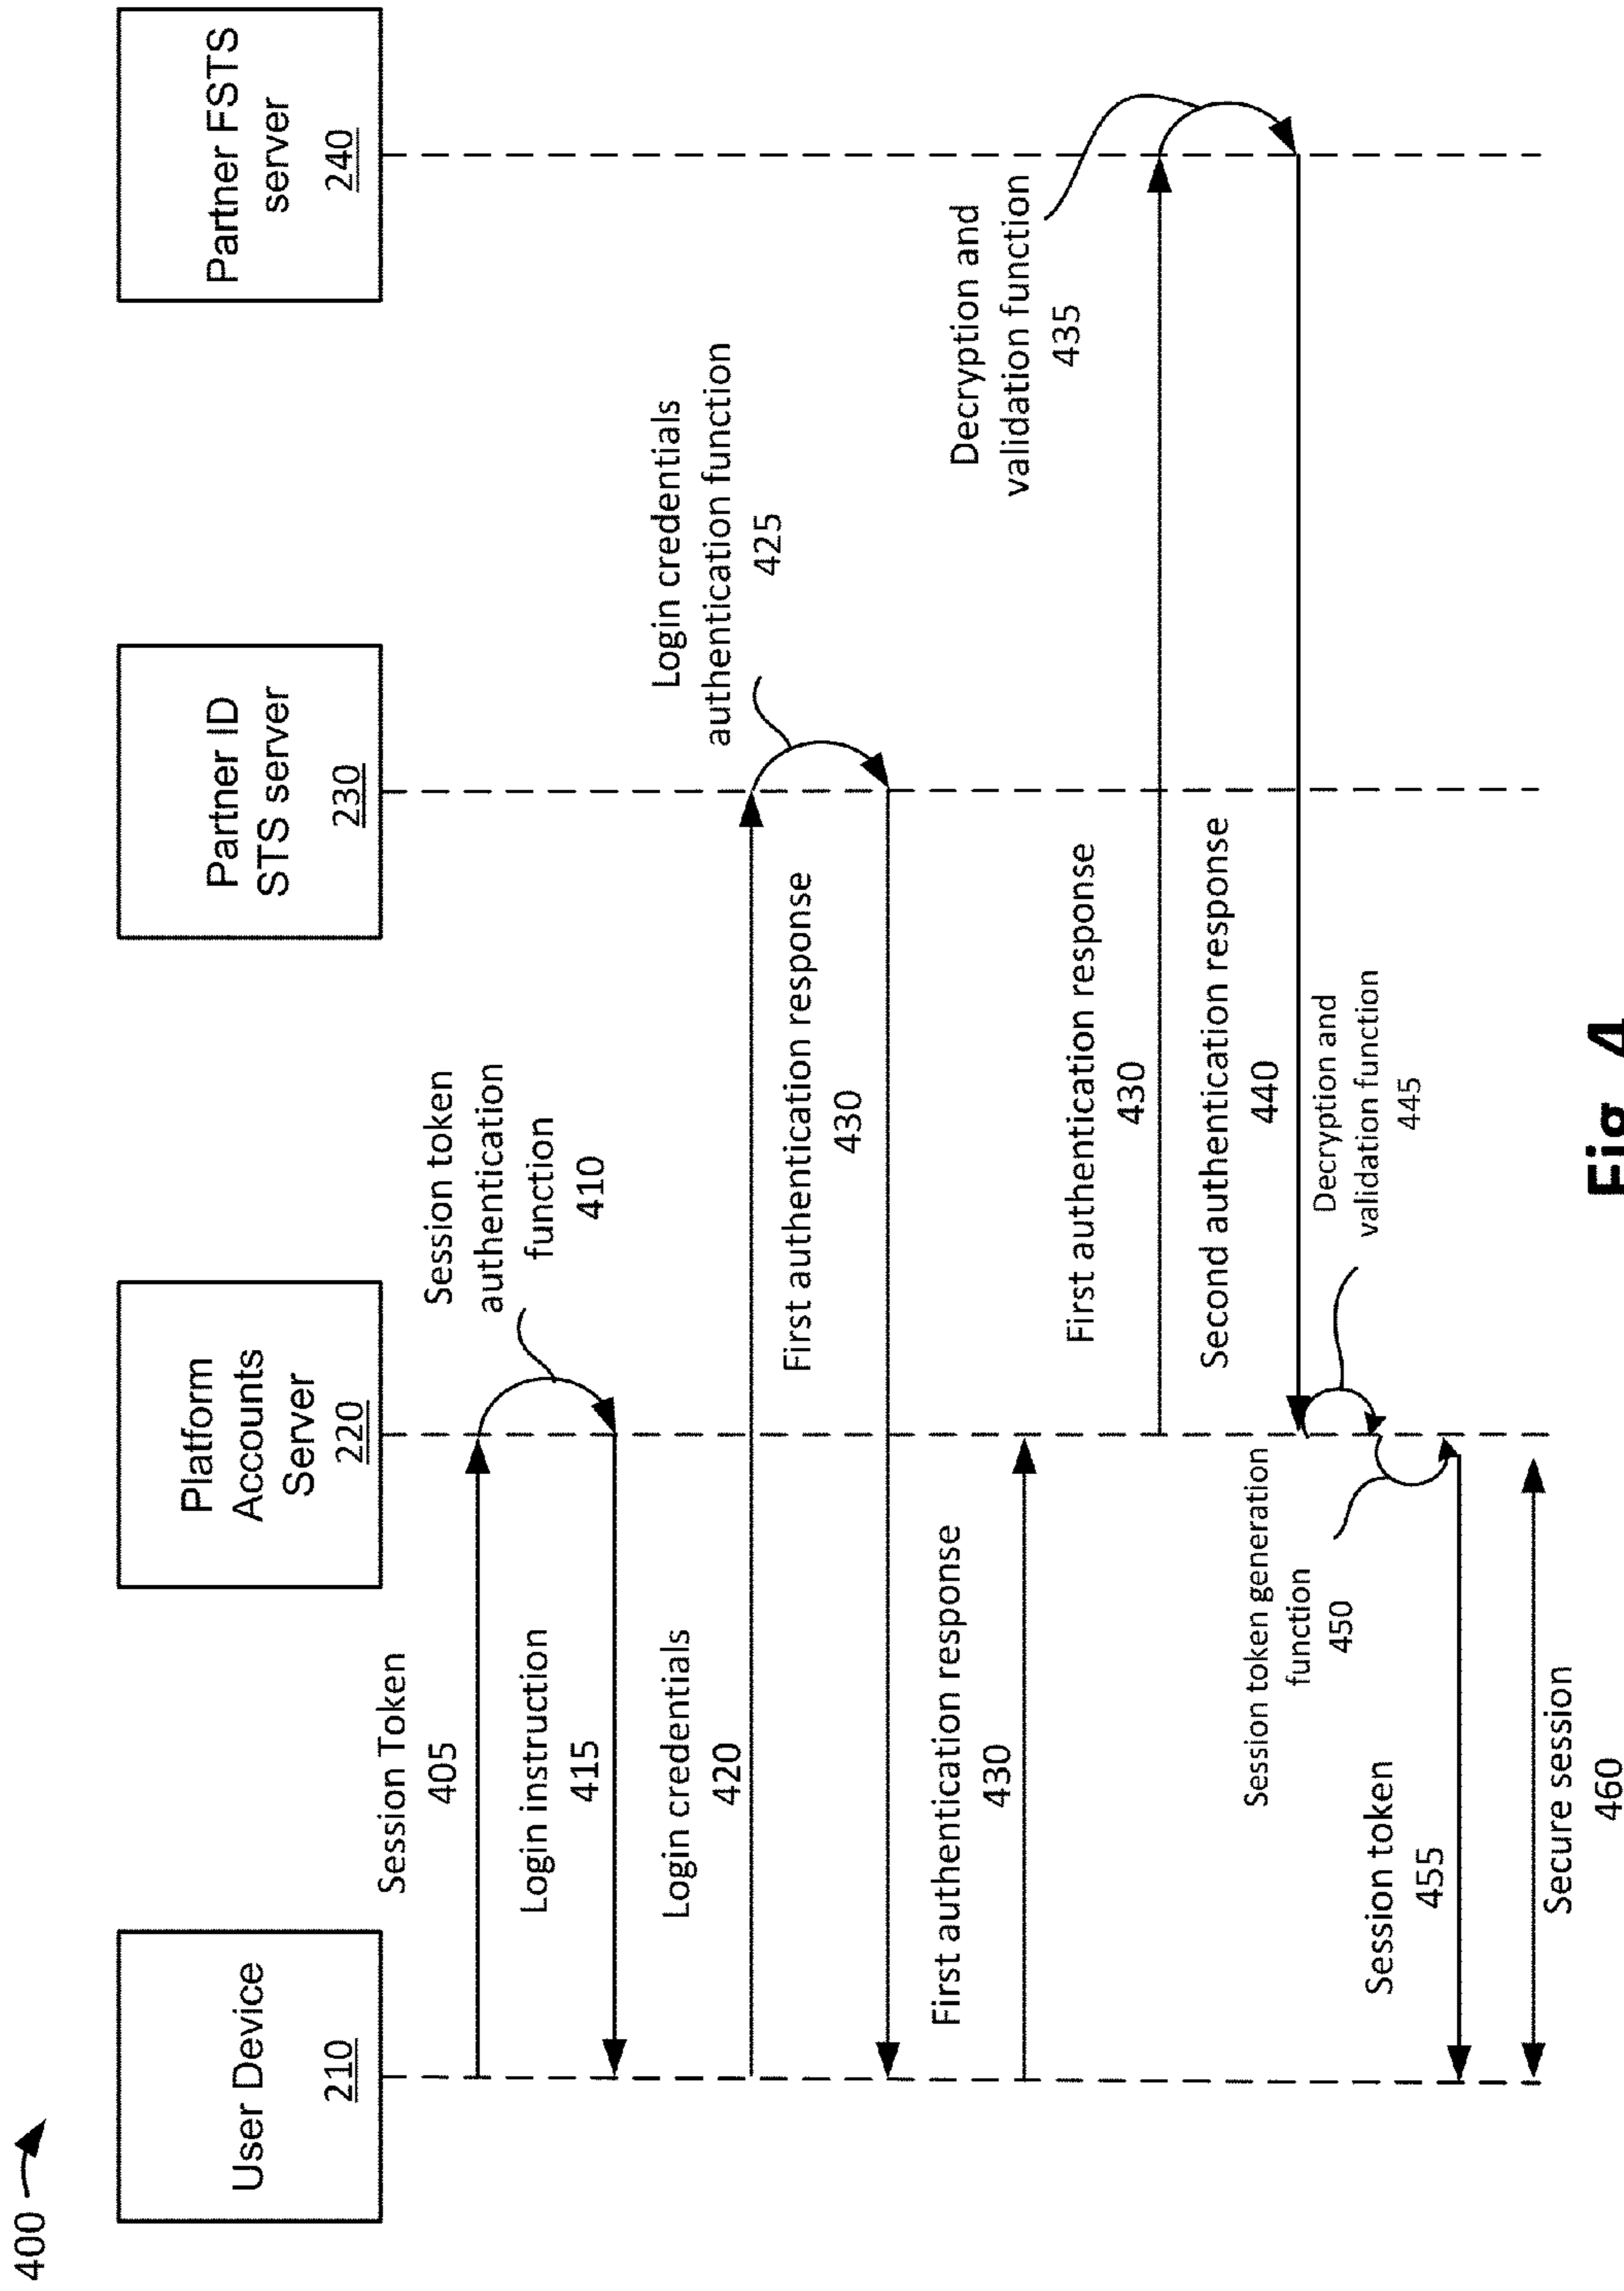 400
User Device
210
Platform
Accounts
Server
220
Partner ID
STS server
230
Partner FSTS
server
240
Session Token
405
Session token
authentication
function
410
Login instruction
415
Login credentials
420
Login credentials
authentication function
425
First authentication response
430
First authentication response
430
First authentication response
430
Decryption and
validation function
435
Second authentication response
440
Decryption and
validation function
445
Session token generation
function
450
Session token
455
Secure session
460
Fig. 4